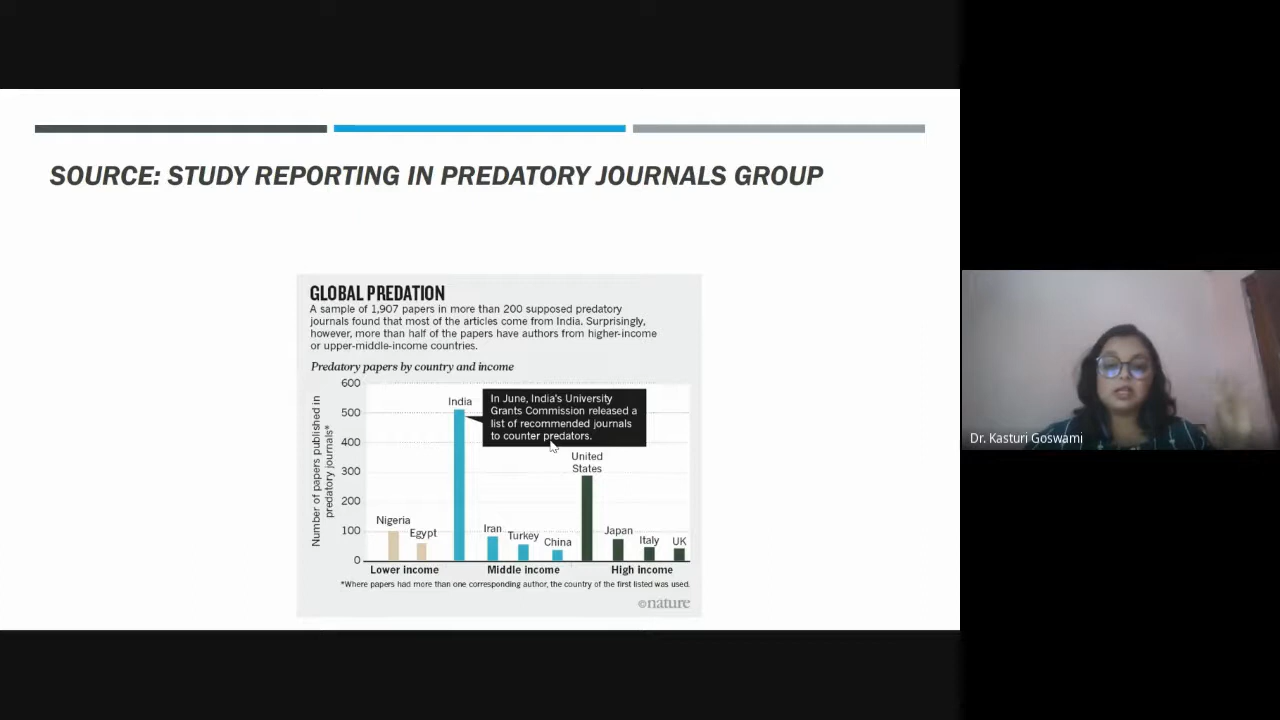 SOURCE: STUDY REPORTING IN PREDATORY JOURNALS GROUP
GLOBAL PREDATION
A sample of 1,907 papers in more than 200 supposed predatory
journals found that most of the articles come from India. Surprisingly,
however, more than half of the papers have authors from higher-income
or upper-middle-income countries.
Predatory papers by country and income
Number of papers published in
predatory journals*
600
500
400
300
200
100
0
Nigeria
Egypt
India
In June, India's University
Grants Commission released a
list of recommended journals
to counter predators.
Iran
Turkey
China
United
States
Japan
Italy
UK
Lower income
Middle income
High income
*Where papers had more than one corresponding author, the country of the first listed was used.
©nature
Dr. Kasturi Goswami